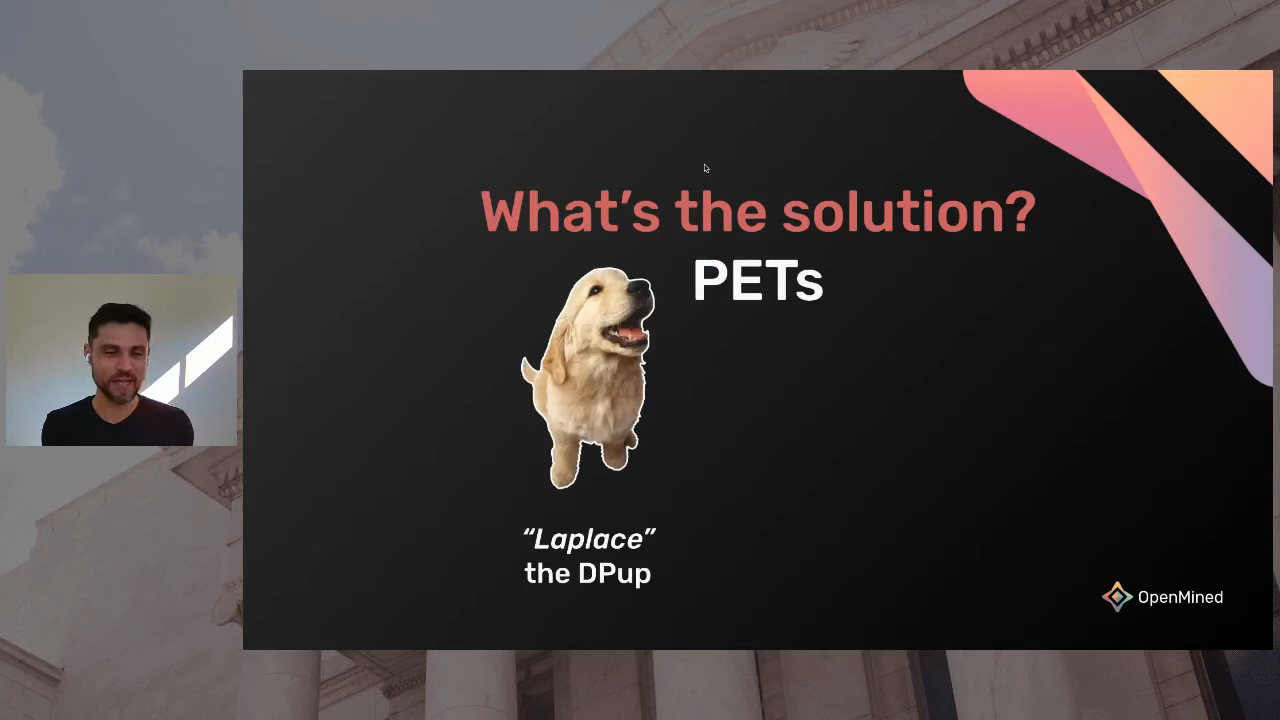 What's the solution?
PETs
“Laplace”
the DPup
OpenMined